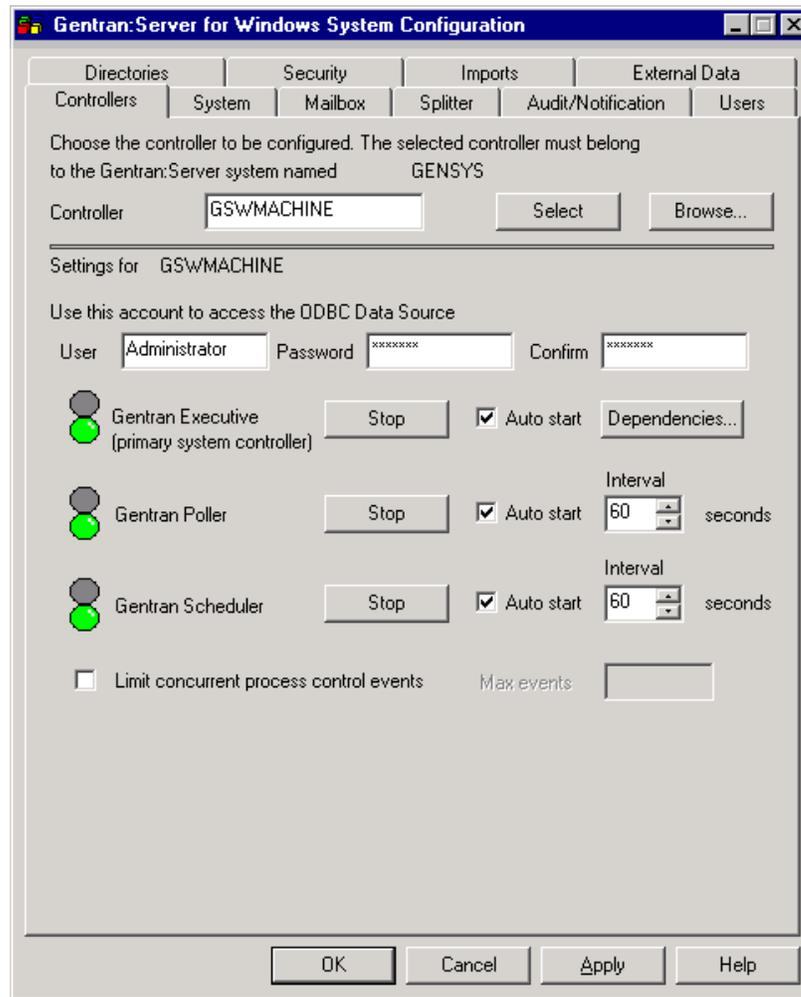 Gentran:Server for Windows System Configuration
Directories Security Imports External Data
Controllers System Mailbox Splitter Audit/Notification Users
Choose the controller to be configured. The selected controller must belong
to the Gentran:Server system named GENSYS
Controller GSWMACHINE Select Browse...
Settings for GSWMACHINE
Use this account to access the ODBC Data Source
User Administrator Password xxxxxxx Confirm xxxxxxx
Gentran Executive Stop Auto start Dependencies...
(primary system controller)
Interval
Gentran Poller Stop Auto start 60 seconds
Interval
Gentran Scheduler Stop Auto start 60 seconds
Limit concurrent process control events Max events
OK Cancel Apply Help